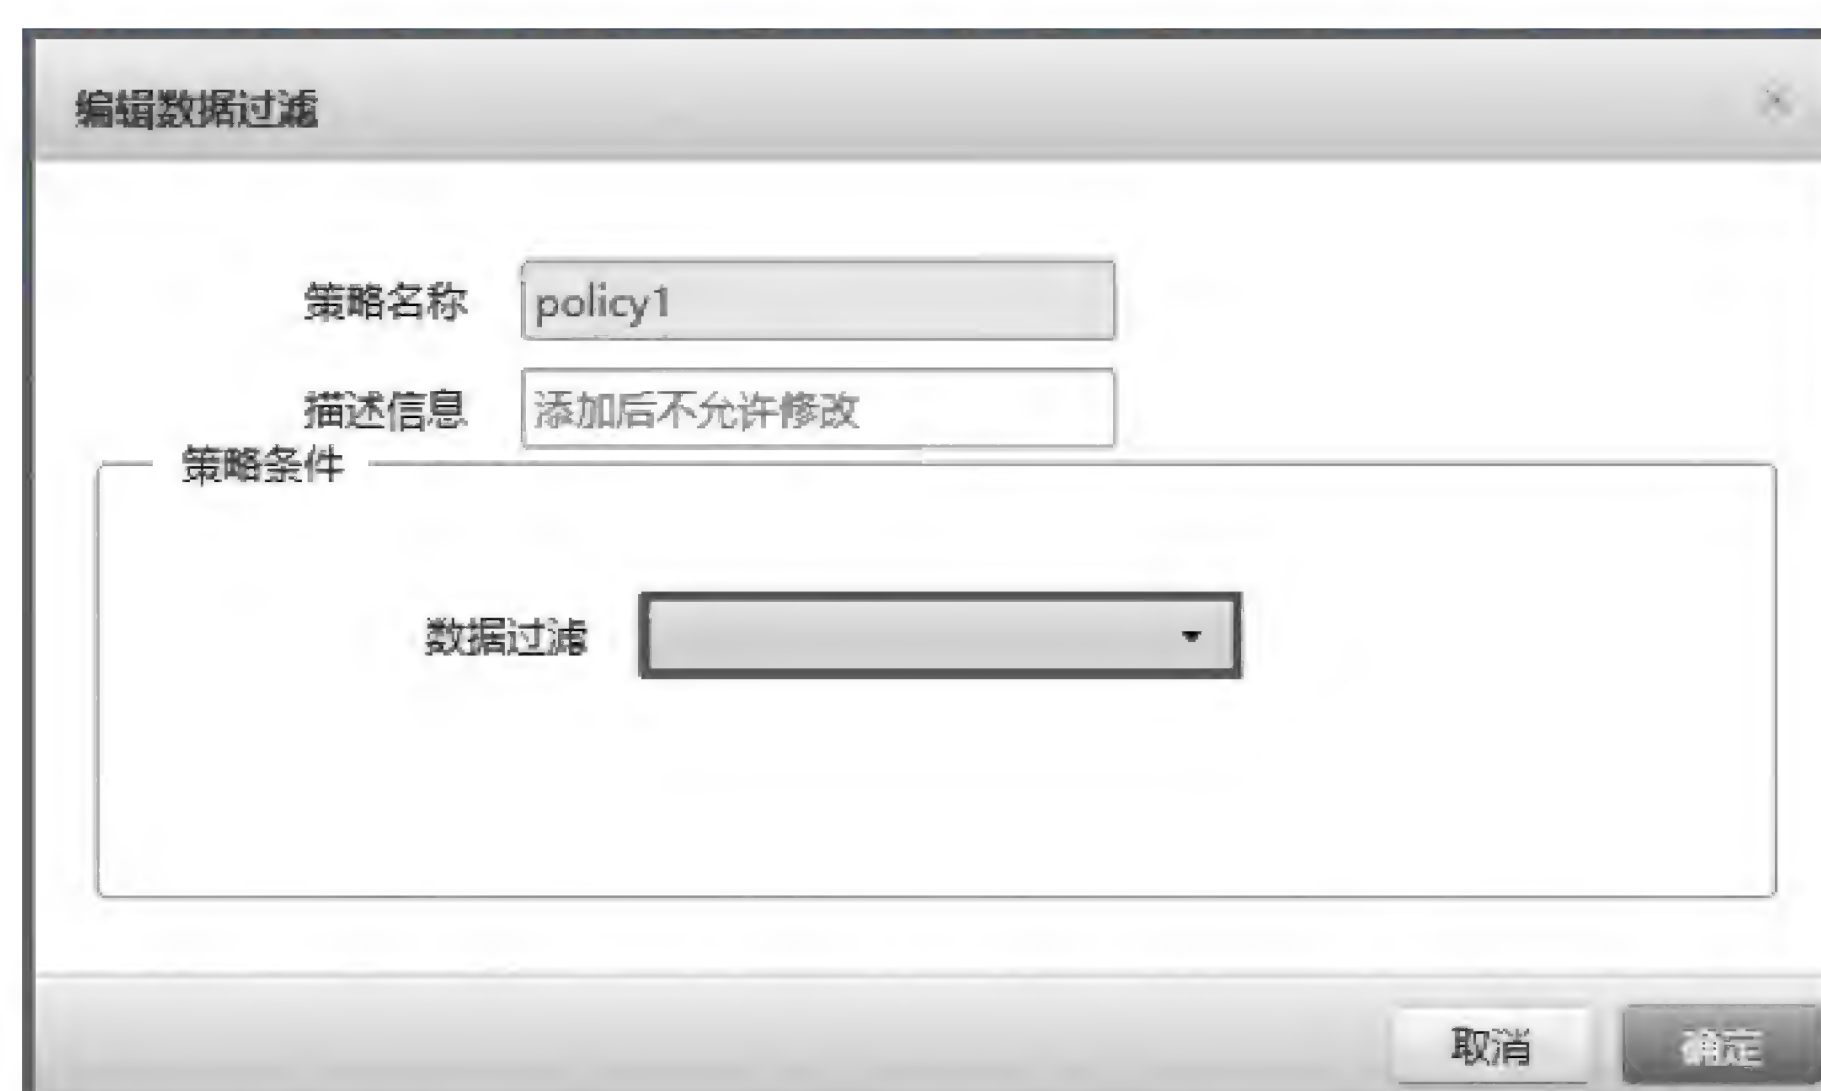 编辑数据过滤
策略名称 policy1
描述信息 添加后不允许修改
策略条件
数据过滤
取消 确定